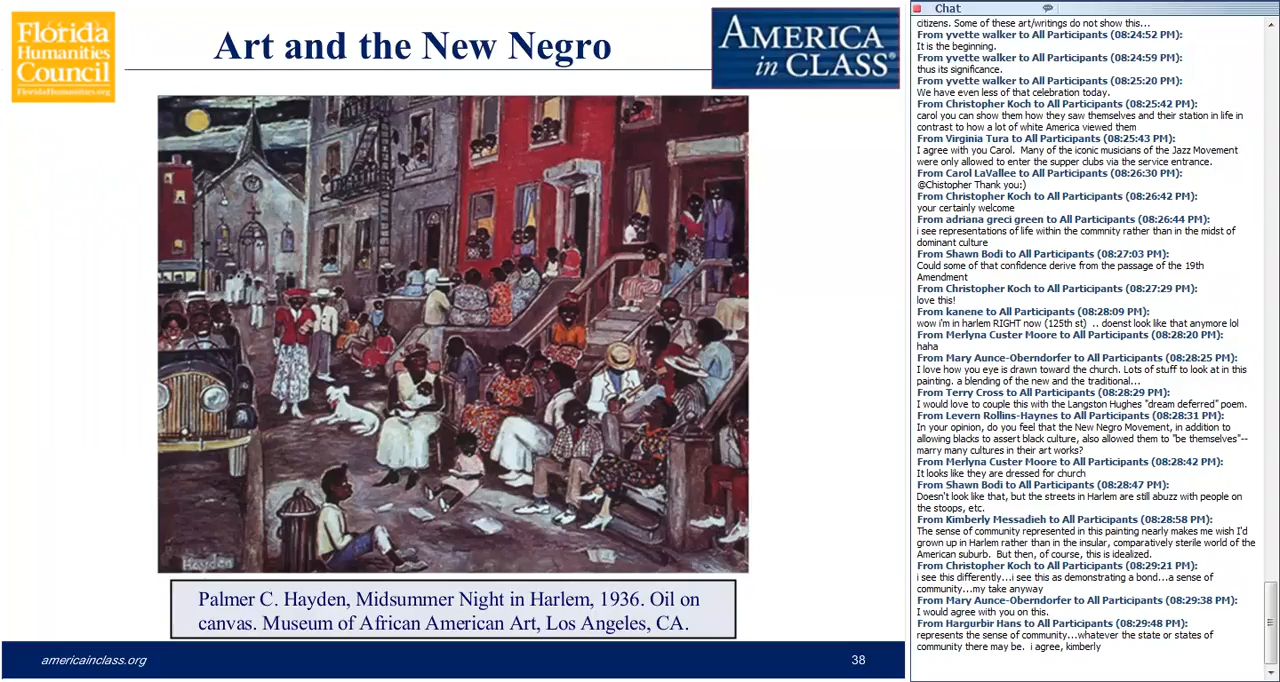 Florida
Humanities
Council
FloridaHumanities.org
Art and the New Negro
AMERICA
in CLASS®
Hayden
Palmer C. Hayden, Midsummer Night in Harlem, 1936. Oil on
canvas. Museum of African American Art, Los Angeles, CA.
americainclass.org
38
Chat
citizens. Some of these art/writings do not show this...
From yvette walker to All Participants (08:24:52 PM):
It is the beginning.
From yvette walker to All Participants (08:24:59 PM):
thus its significance.
From yvette walker to All Participants (08:25:20 PM):
We have even less of that celebration today.
From Christopher Koch to All Participants (08:25:42 PM):
carol you can show them how they saw themselves and their station in life in
contrast to how a lot of white America viewed them
From Virginia Tura to All Participants (08:25:43 PM):
I agree with you Carol.  Many of the iconic musicians of the Jazz Movement
were only allowed to enter the supper clubs via the service entrance.
From Carol LaVallee to All Participants (08:26:30 PM):
@Chistopher Thank you:)
From Christopher Koch to All Participants (08:26:42 PM):
your certainly welcome
From adriana greci green to All Participants (08:26:44 PM):
i see representations of life within the commnity rather than in the midst of
dominant culture
From Shawn Bodi to All Participants (08:27:03 PM):
Could some of that confidence derive from the passage of the 19th
Amendment
From Christopher Koch to All Participants (08:27:29 PM):
love this!
From kanene to All Participants (08:28:09 PM):
wow i'm in harlem RIGHT now (125th st)  .. doenst look like that anymore lol
From Merlyna Custer Moore to All Participants (08:28:20 PM):
haha
From Mary Aunce-Oberndorfer to All Participants (08:28:25 PM):
I love how you eye is drawn toward the church. Lots of stuff to look at in this
painting. a blending of the new and the traditional...
From Terry Cross to All Participants (08:28:29 PM):
I would love to couple this with the Langston Hughes "dream deferred" poem.
From Levern Rollins-Haynes to All Participants (08:28:31 PM):
In your opinion, do you feel that the New Negro Movement, in addition to
allowing blacks to assert black culture, also allowed them to "be themselves"--
marry many cultures in their art works?
From Merlyna Custer Moore to All Participants (08:28:42 PM):
It looks like they are dressed for church
From Shawn Bodi to All Participants (08:28:47 PM):
Doesn't look like that, but the streets in Harlem are still abuzz with people on
the stoops, etc.
From Kimberly Messadieh to All Participants (08:28:58 PM):
The sense of community represented in this painting nearly makes me wish I'd
grown up in Harlem rather than in the insular, comparatively sterile world of the
American suburb.  But then, of course, this is idealized.
From Christopher Koch to All Participants (08:29:21 PM):
i see this differently...i see this as demonstrating a bond...a sense of
community...my take anyway
From Mary Aunce-Oberndorfer to All Participants (08:29:38 PM):
I would agree with you on this.
From Hargurbir Hans to All Participants (08:29:48 PM):
represents the sense of community...whatever the state or states of
community there may be.  i agree, kimberly